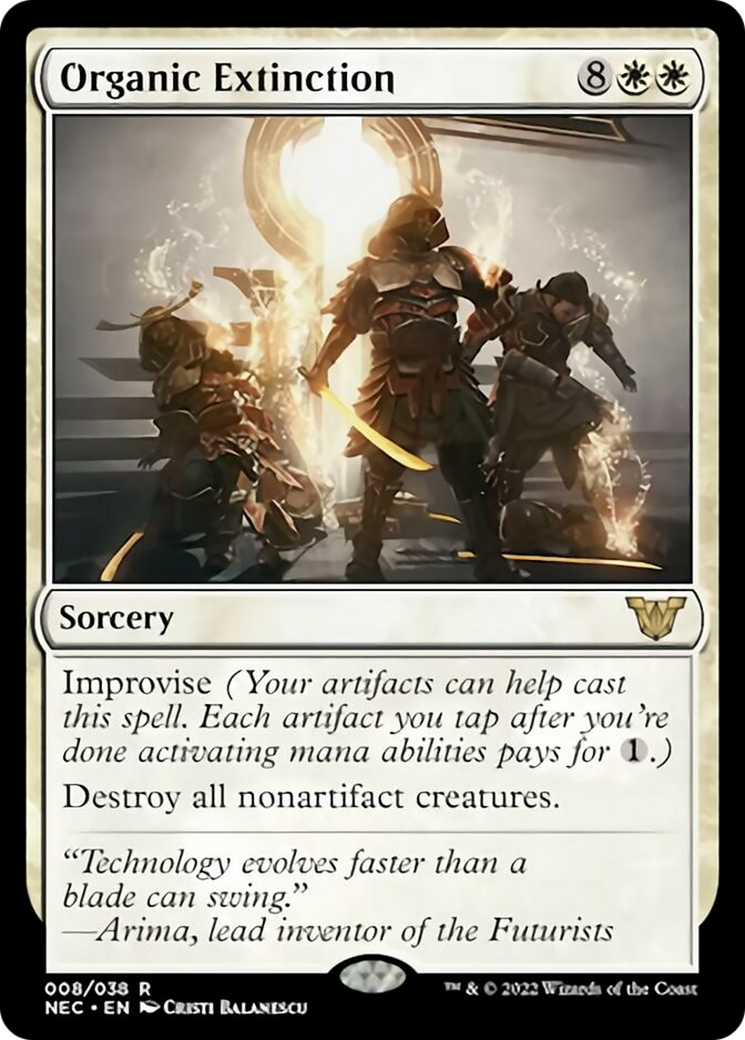 Organic Extinction 8
Sorcery
Improvise (Your artifacts can help cast
this spell. Each artifact you tap after you're
done activating mana abilities pays for 1.)
Destroy all nonartifact creatures.
“Technology evolves faster than a
blade can swing.”
—Arima, lead inventor of the Futurists
008/038 R
NEC • EN Cristi Balanescu
™ & © 2022 Wizards of the Coast